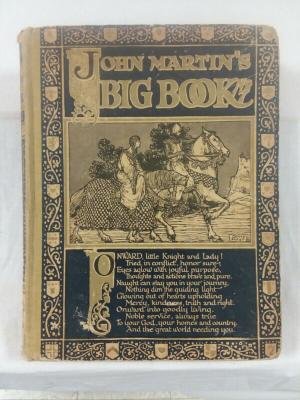 JOHN MARTIN'S
BIG BOOK
ONWARD, little Knight and Lady!
Tried in conflict, honor sure,
Eyes aglow with joyful purpose,
Thoughts and actions brave and pure.
Naught can stay you in your journey,
Nothing dim the guiding light
Glowing out of hearts upholding
Mercy, kindness, truth and right.
Onward into goodly living,
Noble service, always true
To your God, your homes and country,
And the great world needing you.